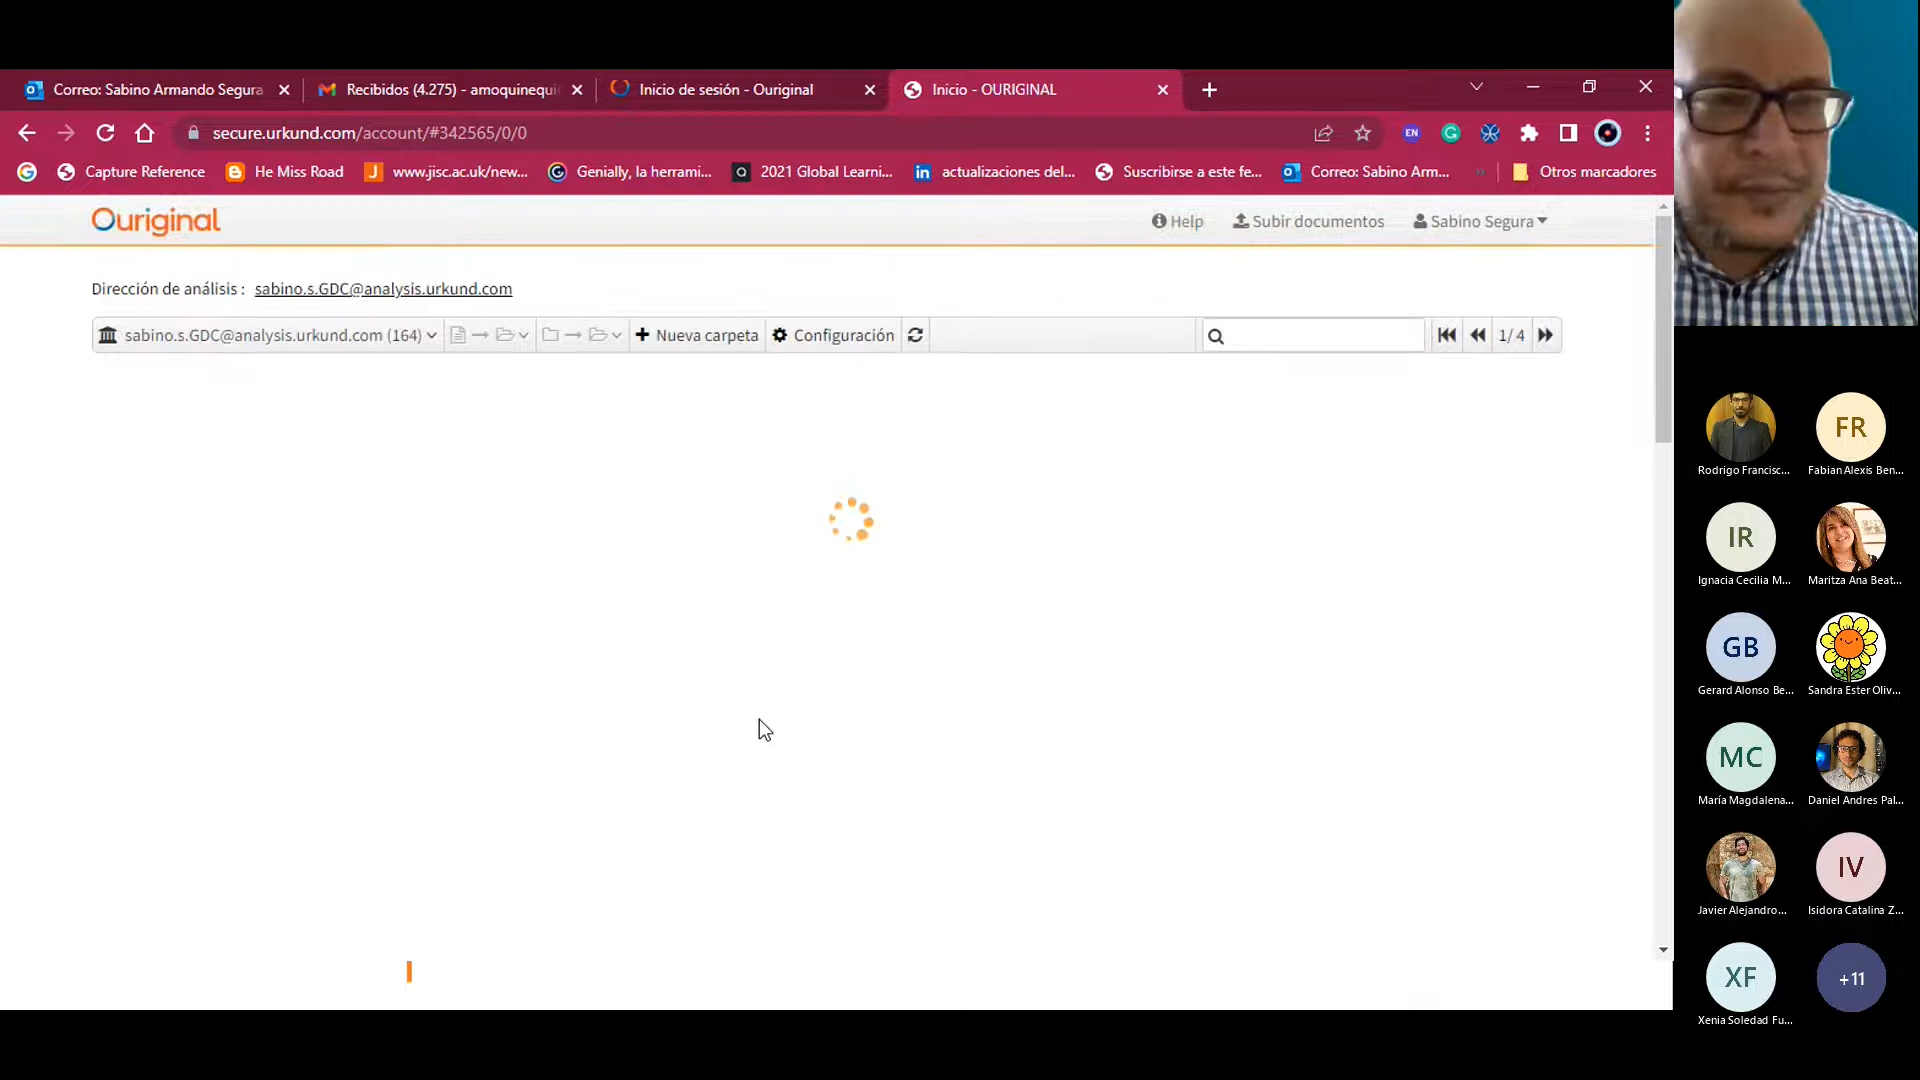 Correo: Sabino Armando Segura
Recibidos (4.275) - amoquinequi
Inicio de sesión - Ouriginal
Inicio - OURIGINAL
secure.urkund.com/account/#342565/0/0
EN
Capture Reference
He Miss Road
www.jisc.ac.uk/new...
Genially, la herrami...
2021 Global Learni...
actualizaciones del...
Suscribirse a este fe...
Correo: Sabino Arm...
»
Otros marcadores
Ouriginal
Help
Subir documentos
Sabino Segura
Dirección de análisis : sabino.s.GDC@analysis.urkund.com
sabino.s.GDC@analysis.urkund.com (164)
Nueva carpeta
Configuración
1/ 4
Rodrigo Francisc...
FR
Fabian Alexis Ben...
IR
Ignacia Cecilia M...
Maritza Ana Beat...
GB
Gerard Alonso Be...
Sandra Ester Oliv...
MC
María Magdalena...
Daniel Andres Pal...
Javier Alejandro...
IV
Isidora Catalina Z...
XF
Xenia Soledad Fu...
+11